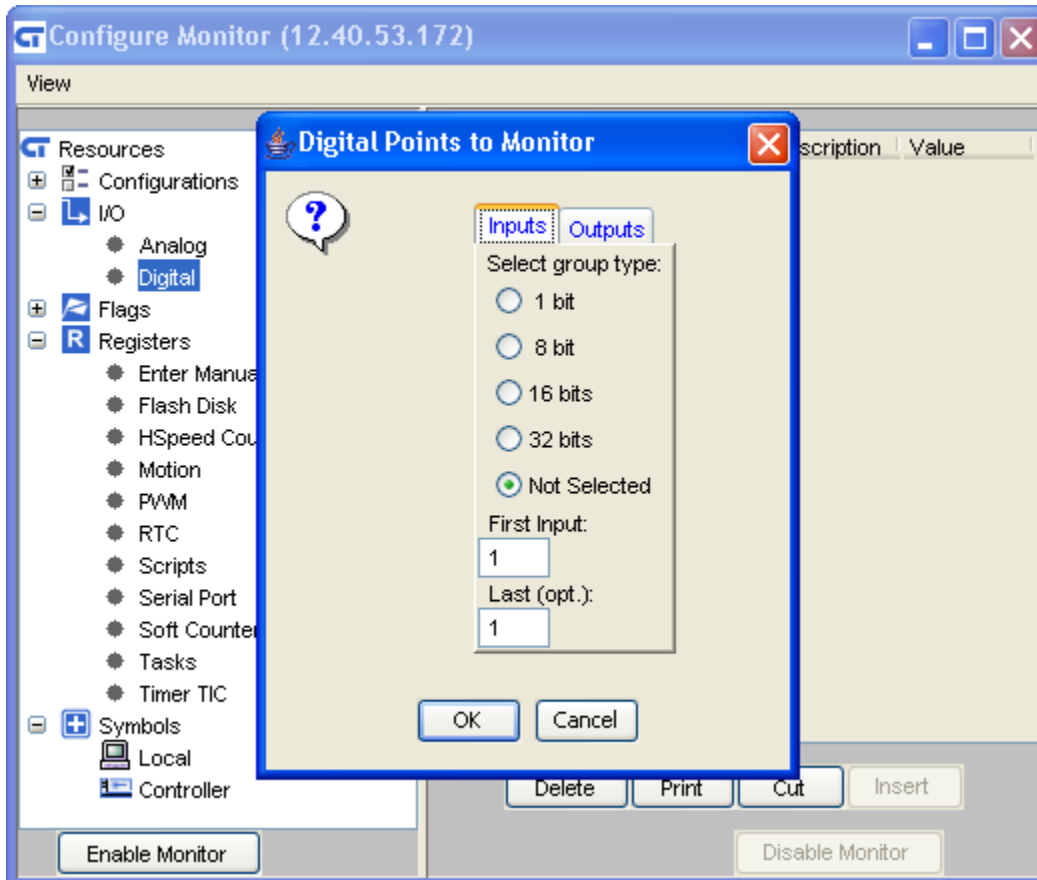 Configure Monitor (12.40.53.172)
View
Resources
Configurations
I/O
Analog
Digital
Flags
Registers
Enter Manua
Flash Disk
HSpeed Cou
Motion
PWM
RTC
Scripts
Serial Port
Soft Counter
Tasks
Timer TIC
Symbols
Local
Controller
Enable Monitor
scription Value
Digital Points to Monitor
Inputs Outputs
Select group type:
1 bit
8 bit
16 bits
32 bits
Not Selected
First Input:
1
Last (opt.):
1
OK Cancel
Delete Print Cut Insert
Disable Monitor